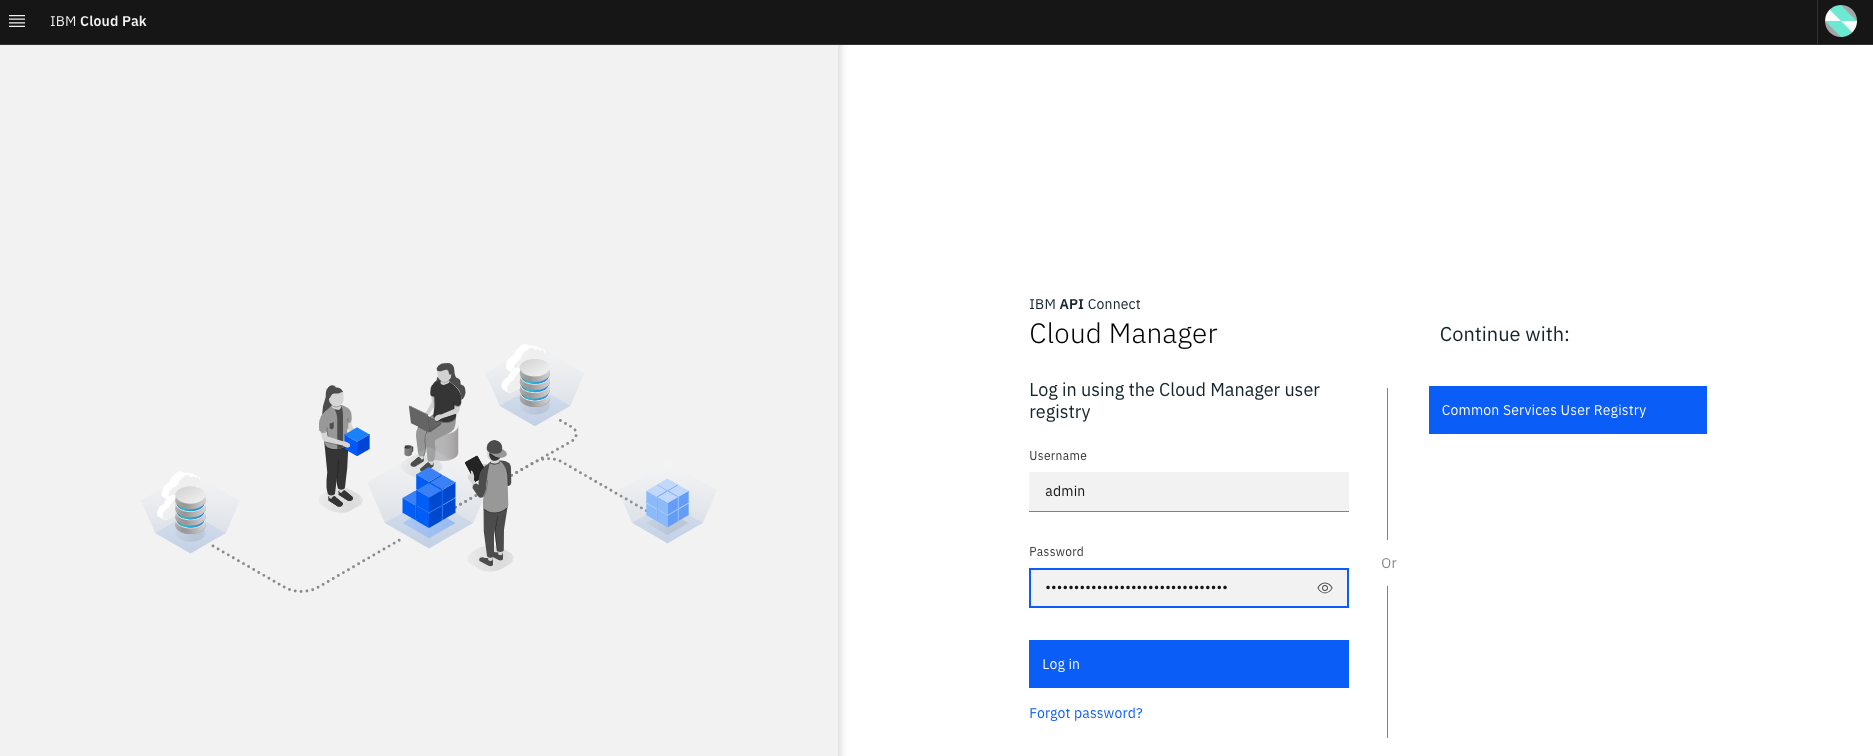 IBM Cloud Pak
IBM API Connect
Cloud Manager
Log in using the Cloud Manager user
registry
Username
admin
Password
••••••••••••••••••••••••••••••••
Log in
Forgot password?
Or
Continue with:
Common Services User Registry